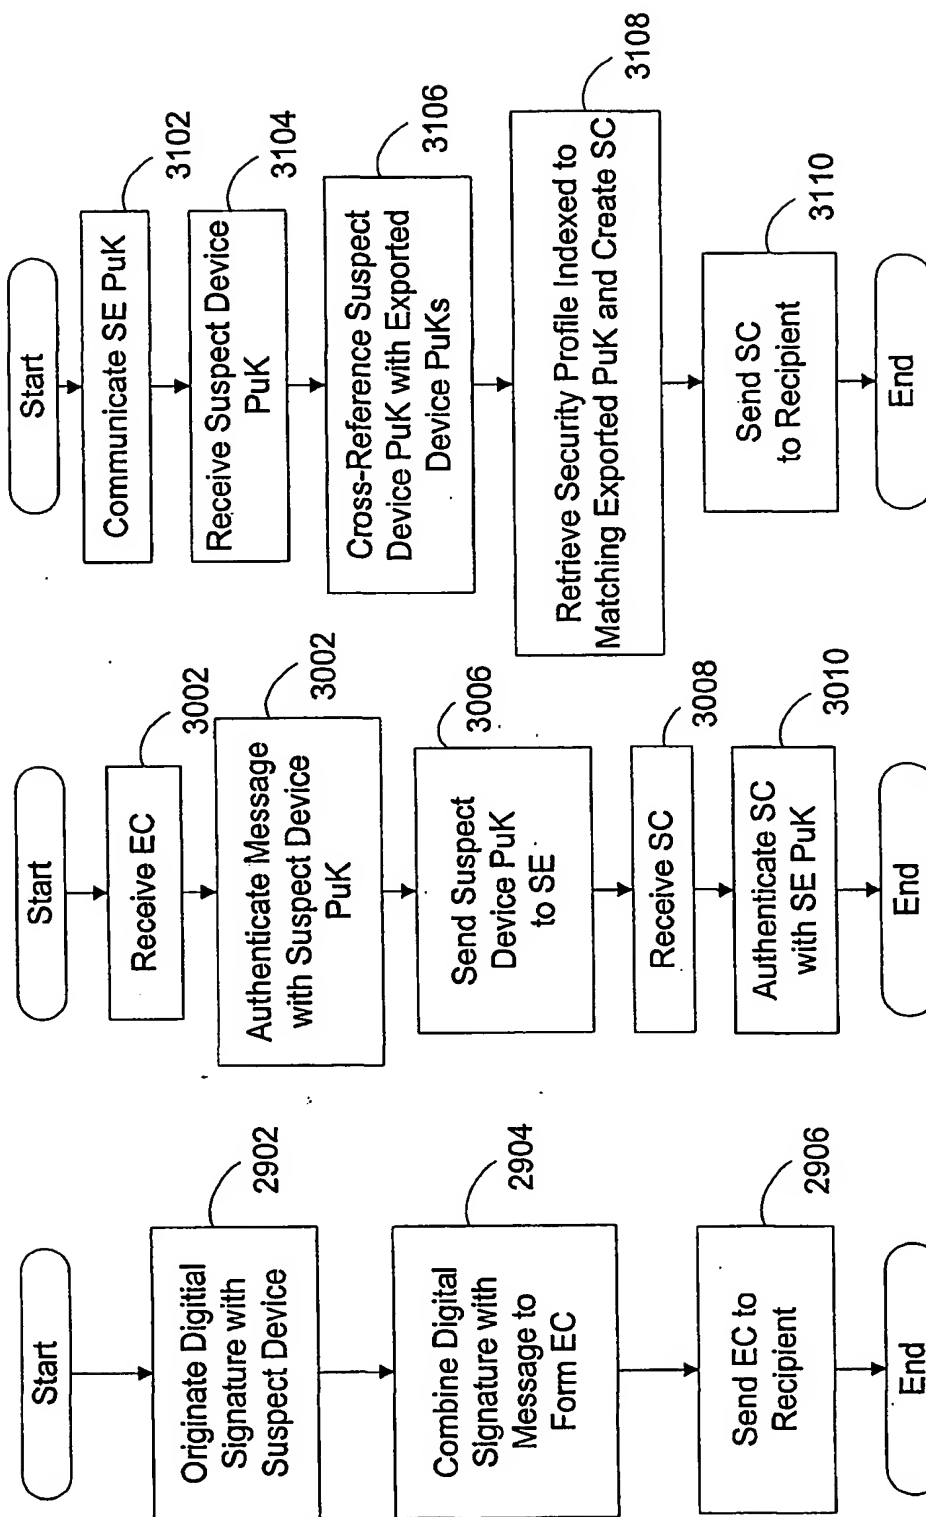 Start
Originate Digitial
Signature with
Suspect Device
2902
Combine Digital
Signature with
Message to
Form EC
2904
Send EC to
Recipient
2906
End
Start
Receive EC
3002
Authenticate Message
with Suspect Device
PuK
3002
Send Suspect
Device PuK
to SE
3006
Receive SC
3008
Authenticate SC
with SE PuK
3010
End
Start
Communicate SE PuK
3102
Receive Suspect Device
PuK
3104
Cross-Reference Suspect
Device PuK with Exported
Device PuKs
3106
Retrieve Security Profile Indexed to
Matching Exported PuK and Create SC
3108
Send SC
to Recipient
3110
End